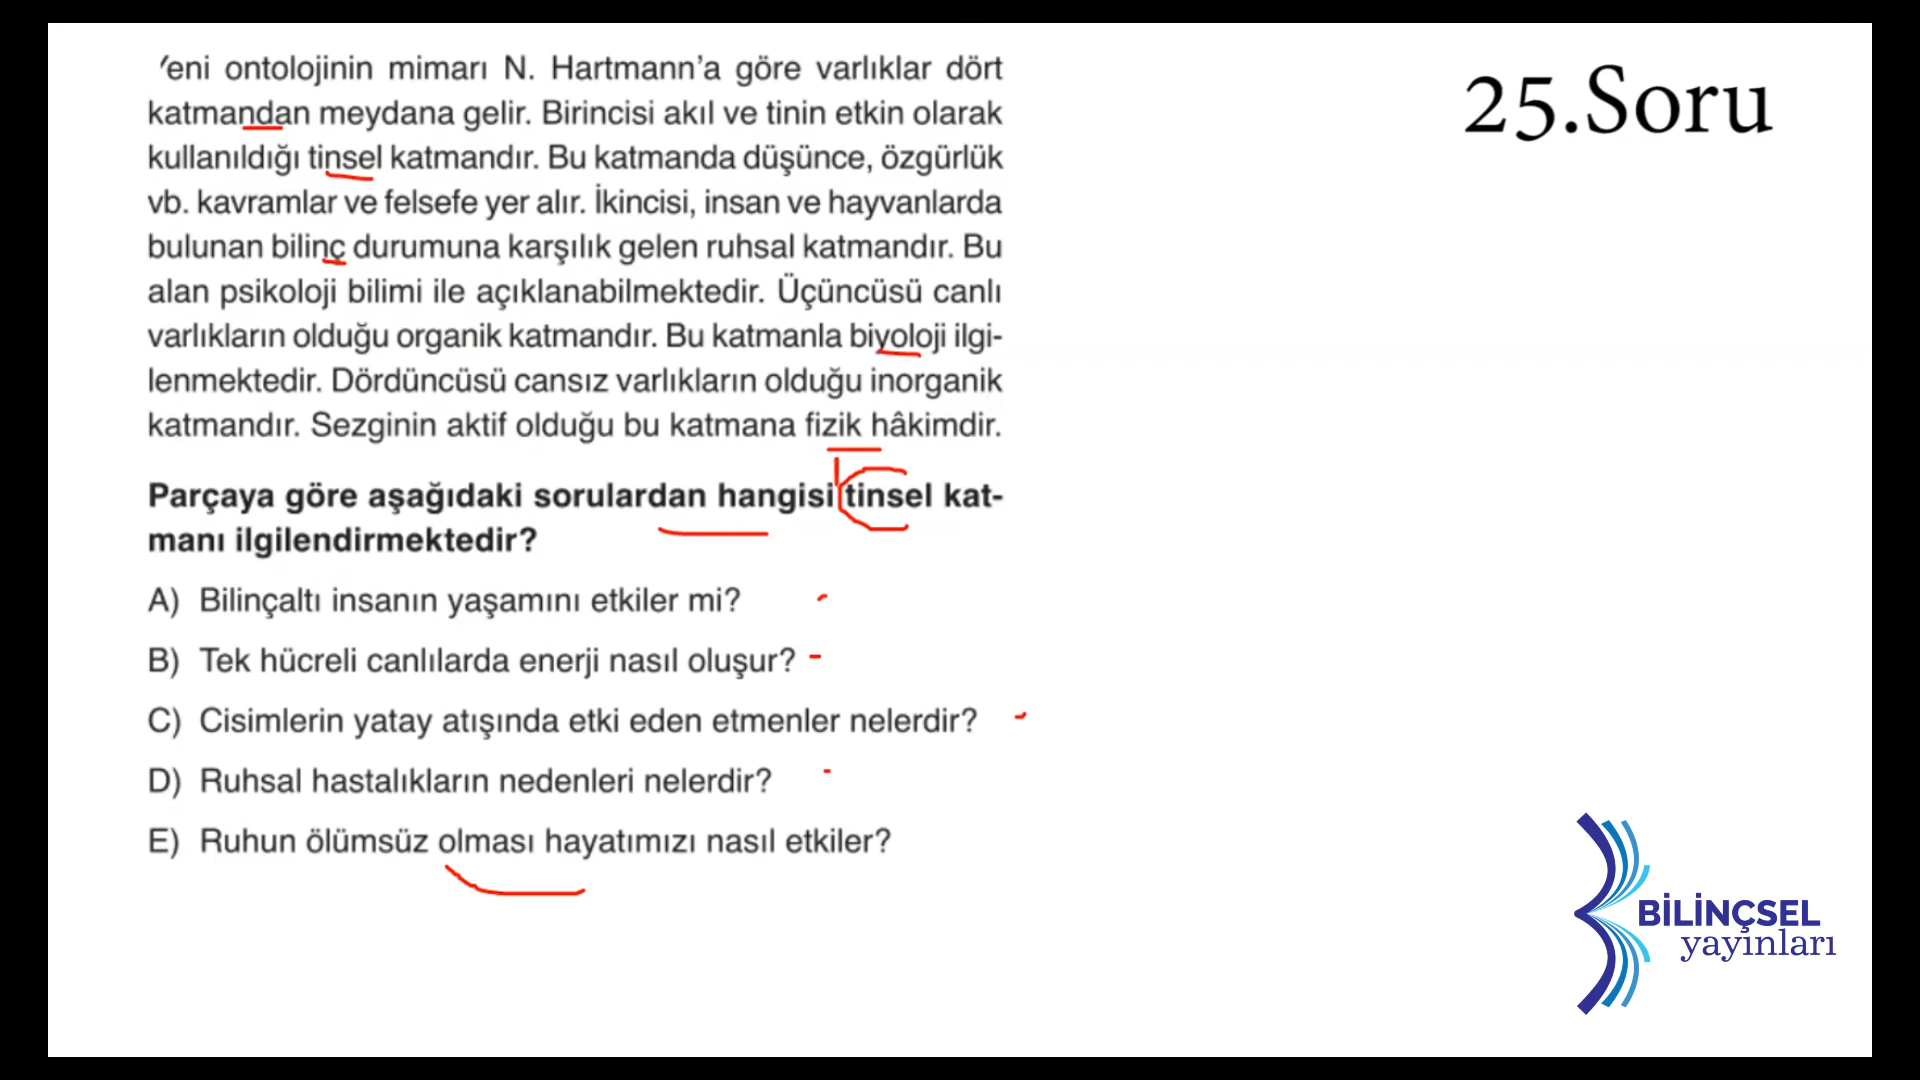 Yeni ontolojinin mimarı N. Hartmann'a göre varlıklar dört
katmandan meydana gelir. Birincisi akıl ve tinin etkin olarak
kullanıldığı tinsel katmandır. Bu katmanda düşünce, özgürlük
vb. kavramlar ve felsefe yer alır. İkincisi, insan ve hayvanlarda
bulunan bilinç durumuna karşılık gelen ruhsal katmandır. Bu
alan psikoloji bilimi ile açıklanabilmektedir. Üçüncüsü canlı
varlıkların olduğu organik katmandır. Bu katmanla biyoloji ilgi-
lenmektedir. Dördüncüsü cansız varlıkların olduğu inorganik
katmandır. Sezginin aktif olduğu bu katmana fizik hâkimdir.
Parçaya göre aşağıdaki sorulardan hangisi tinsel kat-
manı ilgilendirmektedir?
A) Bilinçaltı insanın yaşamını etkiler mi?
B) Tek hücreli canlılarda enerji nasıl oluşur?
C) Cisimlerin yatay atışında etki eden etmenler nelerdir?
D) Ruhsal hastalıkların nedenleri nelerdir?
E) Ruhun ölümsüz olması hayatımızı nasıl etkiler?
25.Soru
BİLİNÇSEL
yayınları